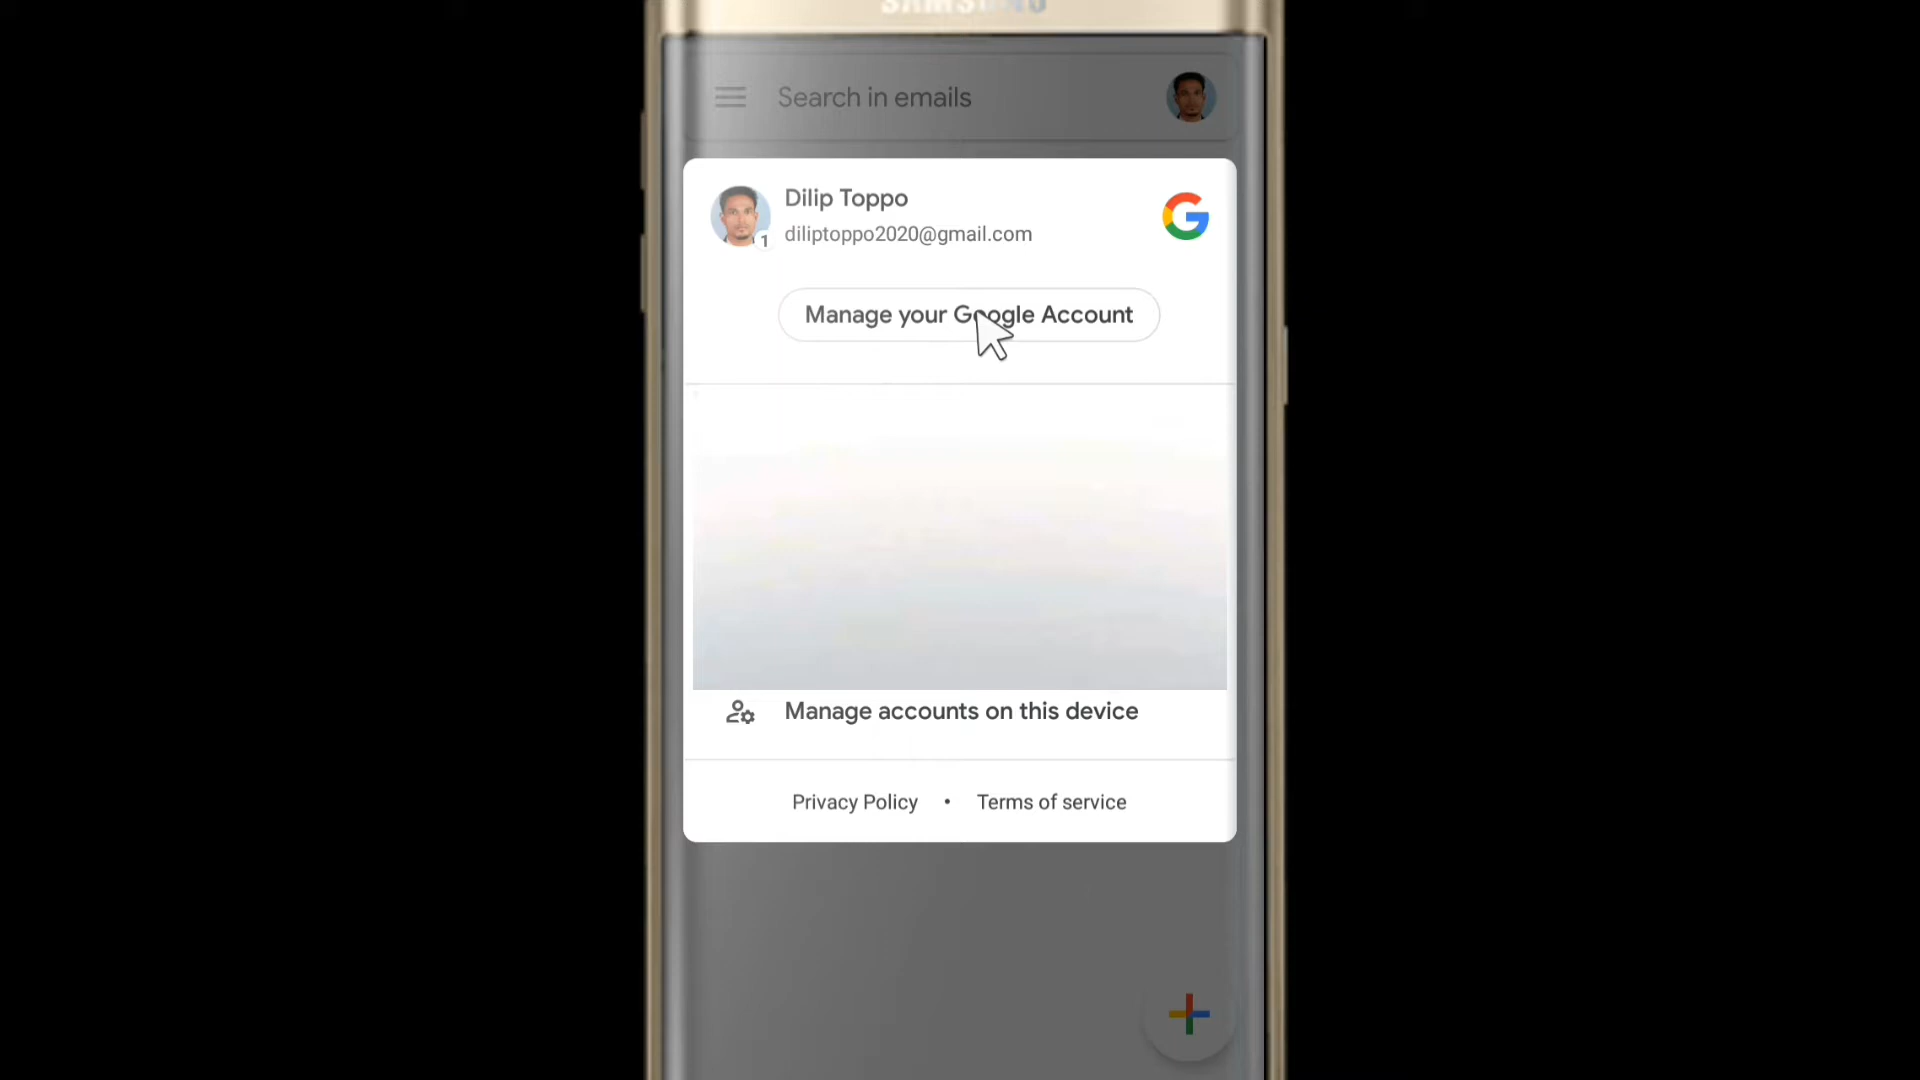 SAMSUNG
Search in emails
Dilip Toppo
1
diliptoppo2020@gmail.com
Manage your Google Account
Manage accounts on this device
Privacy Policy • Terms of service